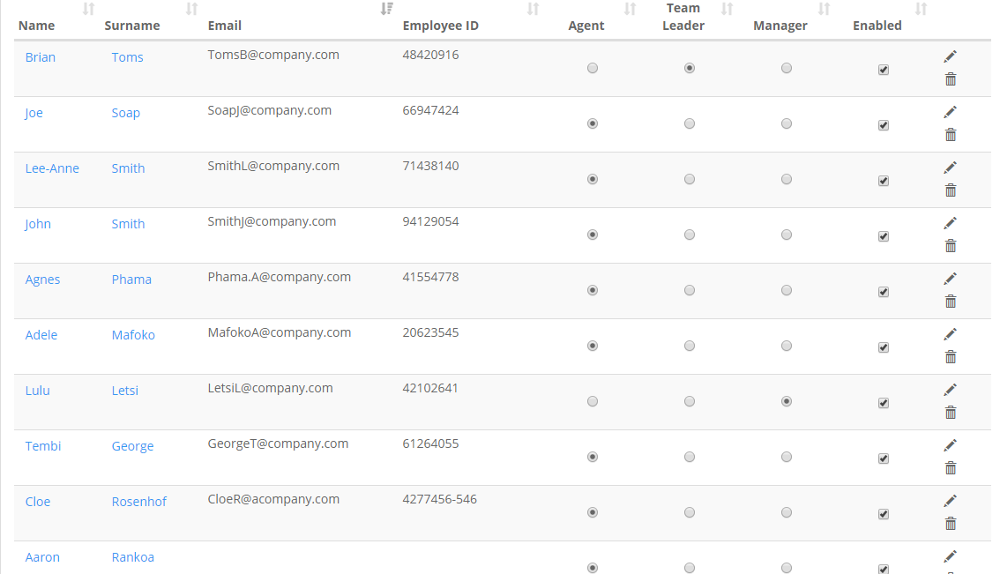 Name Surname Email Employee ID Agent Team Leader Manager Enabled
Brian Toms TomsB@company.com 48420916
Joe Soap SoapJ@company.com 66947424
Lee-Anne Smith SmithL@company.com 71438140
John Smith SmithJ@company.com 94129054
Agnes Phama Phama.A@company.com 41554778
Adele Mafoko MafokoA@company.com 20623545
Lulu Letsi LetsiL@company.com 42102641
Tembi George GeorgeT@company.com 61264055
Cloe Rosenhof CloeR@acompany.com 4277456-546
Aaron Rankoa